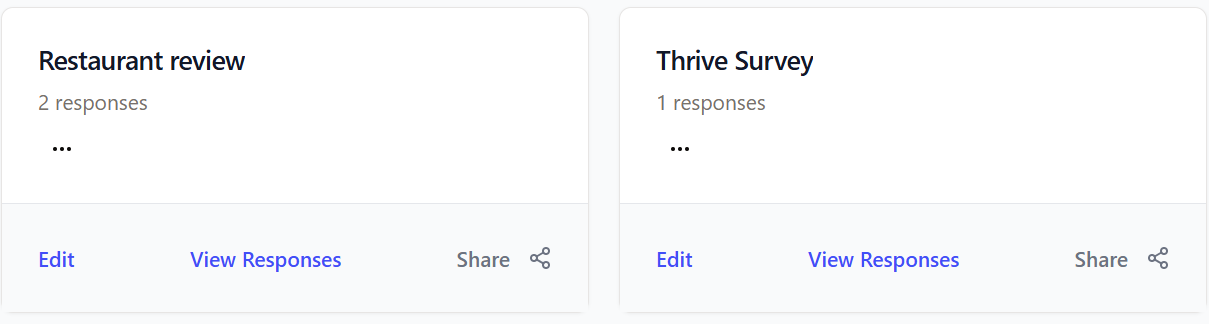 Restaurant review
2 responses
...
Edit
View Responses
Share
Thrive Survey
1 responses
...
Edit
View Responses
Share